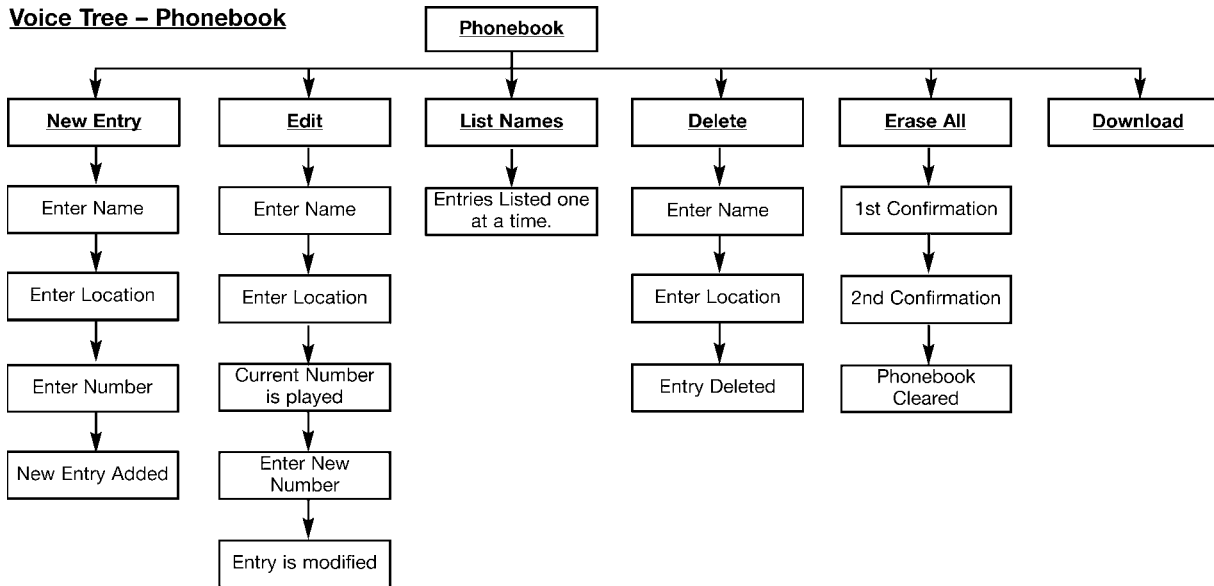 Voice Tree – Phonebook
Phonebook
New Entry
Edit
List Names
Delete
Erase All
Download
Enter Name
Enter Name
Entries Listed one
at a time.
Enter Name
1st Confirmation
Enter Location
Enter Location
Enter Location
2nd Confirmation
Enter Number
Current Number
is played
Entry Deleted
Phonebook
Cleared
New Entry Added
Enter New
Number
Entry is modified